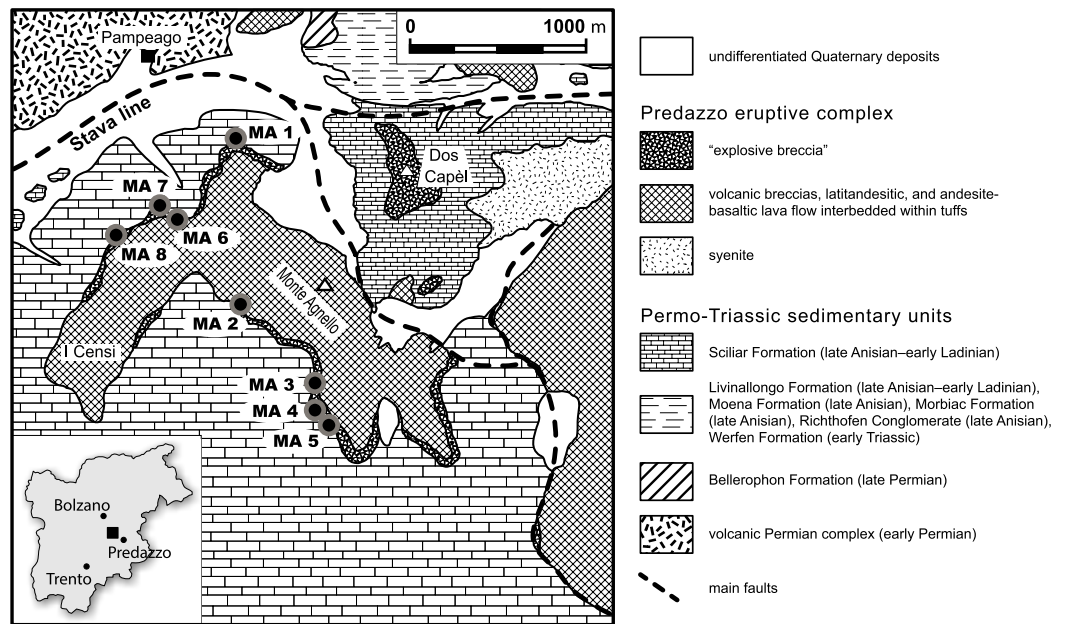 0 1000 m
Pampeago
Stava line
MA 1
Dos
Capèl
MA 7
MA 6
MA 8
Monte Agnello
MA 2
I Censi
MA 3
MA 4
MA 5
Bolzano
Predazzo
Trento
undifferentiated Quaternary deposits
Predazzo eruptive complex
“explosive breccia”
volcanic breccias, latitandesitic, and andesite-
basaltic lava flow interbedded within tuffs
syenite
Permo-Triassic sedimentary units
Sciliar Formation (late Anisian–early Ladinian)
Livinallongo Formation (late Anisian–early Ladinian),
Moena Formation (late Anisian), Morbiac Formation
(late Anisian), Richthofen Conglomerate (late Anisian),
Werfen Formation (early Triassic)
Bellerophon Formation (late Permian)
volcanic Permian complex (early Permian)
main faults